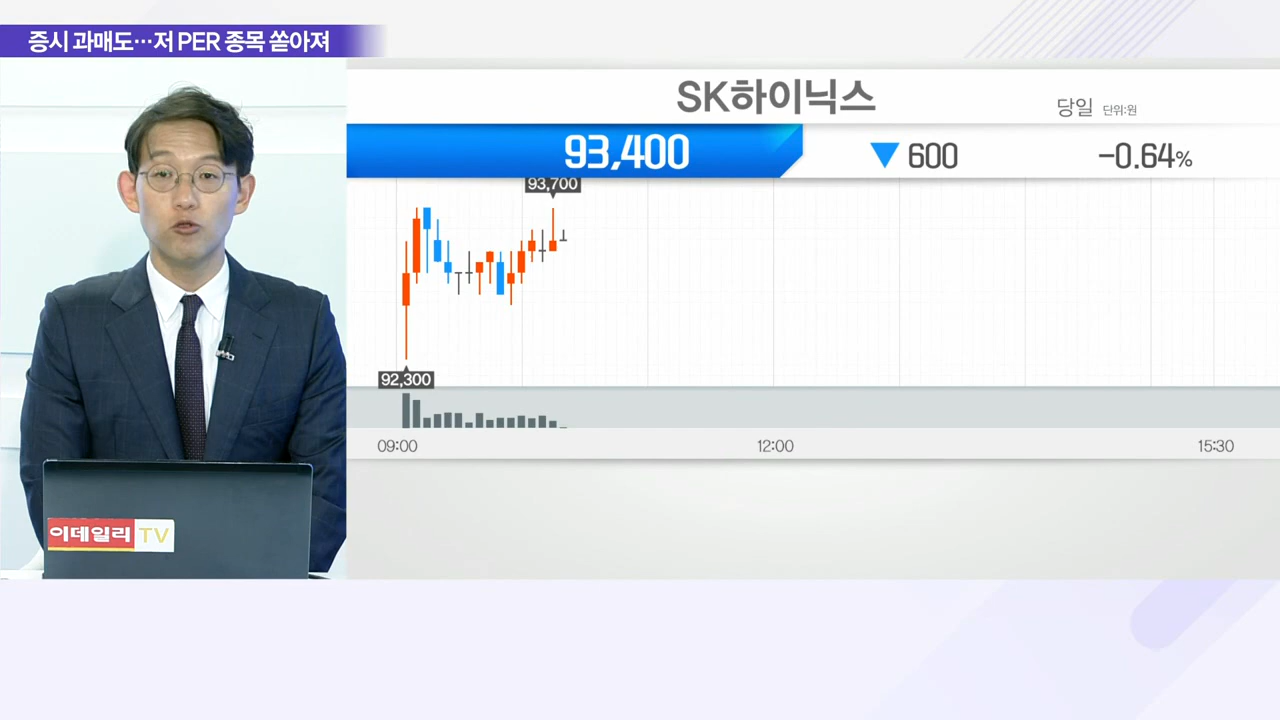 증시 과매도…저 PER 종목 쏟아져
SK하이닉스
당일 단위:원
93,400 ▼ 600 -0.64%
93,700
92,300
09:00 12:00 15:30
이데일리 TV